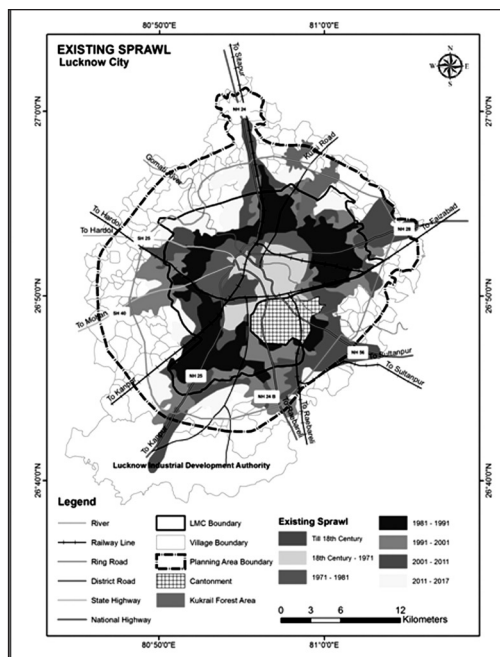 80°50'0"E
81°0'0"E
EXISTING SPRAWL
Lucknow City
N
W
E
S
To Sitapur
27°0'0"N
27°0'0"N
NH 24
Kursi Road
Gomati River
To Hardoi
To Hardoi
SH 25
To Faizabad
NH 28
26°50'0"N
26°50'0"N
To Mohan
SH 40
NH 56
To Sultanpur
To Sultanpur
NH 25
To Kanpur
NH 24 B
To Raebareli
To Raebareli
To Kanpur
Lucknow Industrial Development Authority
26°40'0"N
26°40'0"N
Legend
River
Railway Line
Ring Road
District Road
State Highway
National Highway
LMC Boundary
Village Boundary
Planning Area Boundary
Cantonment
Kukrail Forest Area
Existing Sprawl
Till 18th Century
18th Century - 1971
1971 - 1981
1981 - 1991
1991 - 2001
2001 - 2011
2011 - 2017
0 3 6 12
Kilometers
80°50'0"E
81°0'0"E